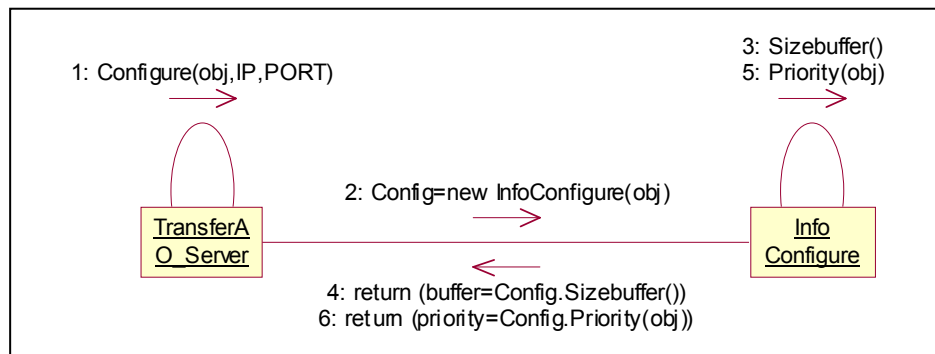 3: Sizebuffer()
1: Configure(obj,IP,PORT)
5: Priority(obj)
2: Config=new InfoConfigure(obj)
TransferA
O_Server
Info
Configure
4: return (buffer=Config.Sizebuffer())
6: return (priority=Config.Priority(obj))